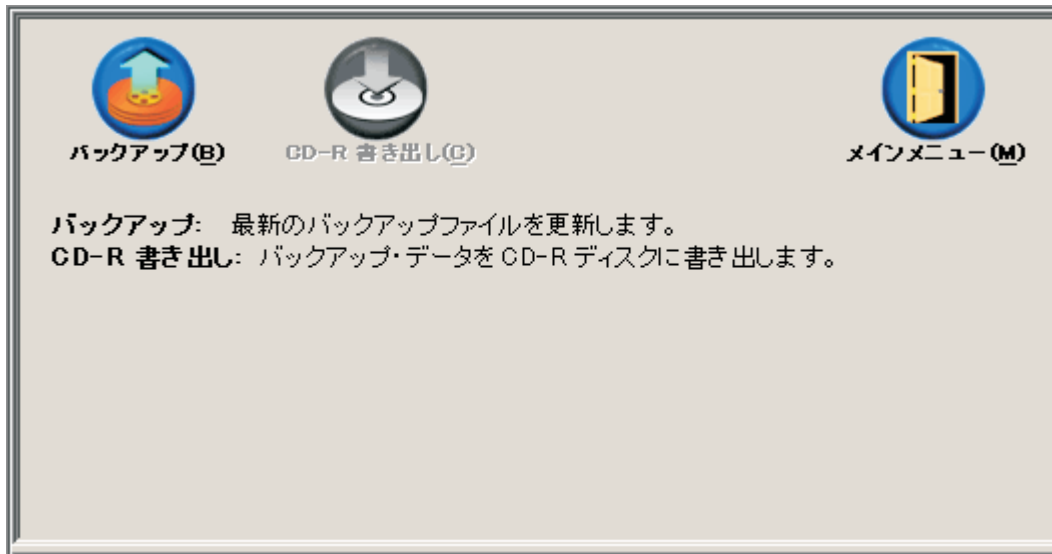 バックアップ(B)
CD-R 書き出し(C)
メインメニュー(M)
バックアップ: 最新のバックアップファイルを更新します。
CD-R 書き出し: バックアップ・データをCD-Rディスクに書き出します。